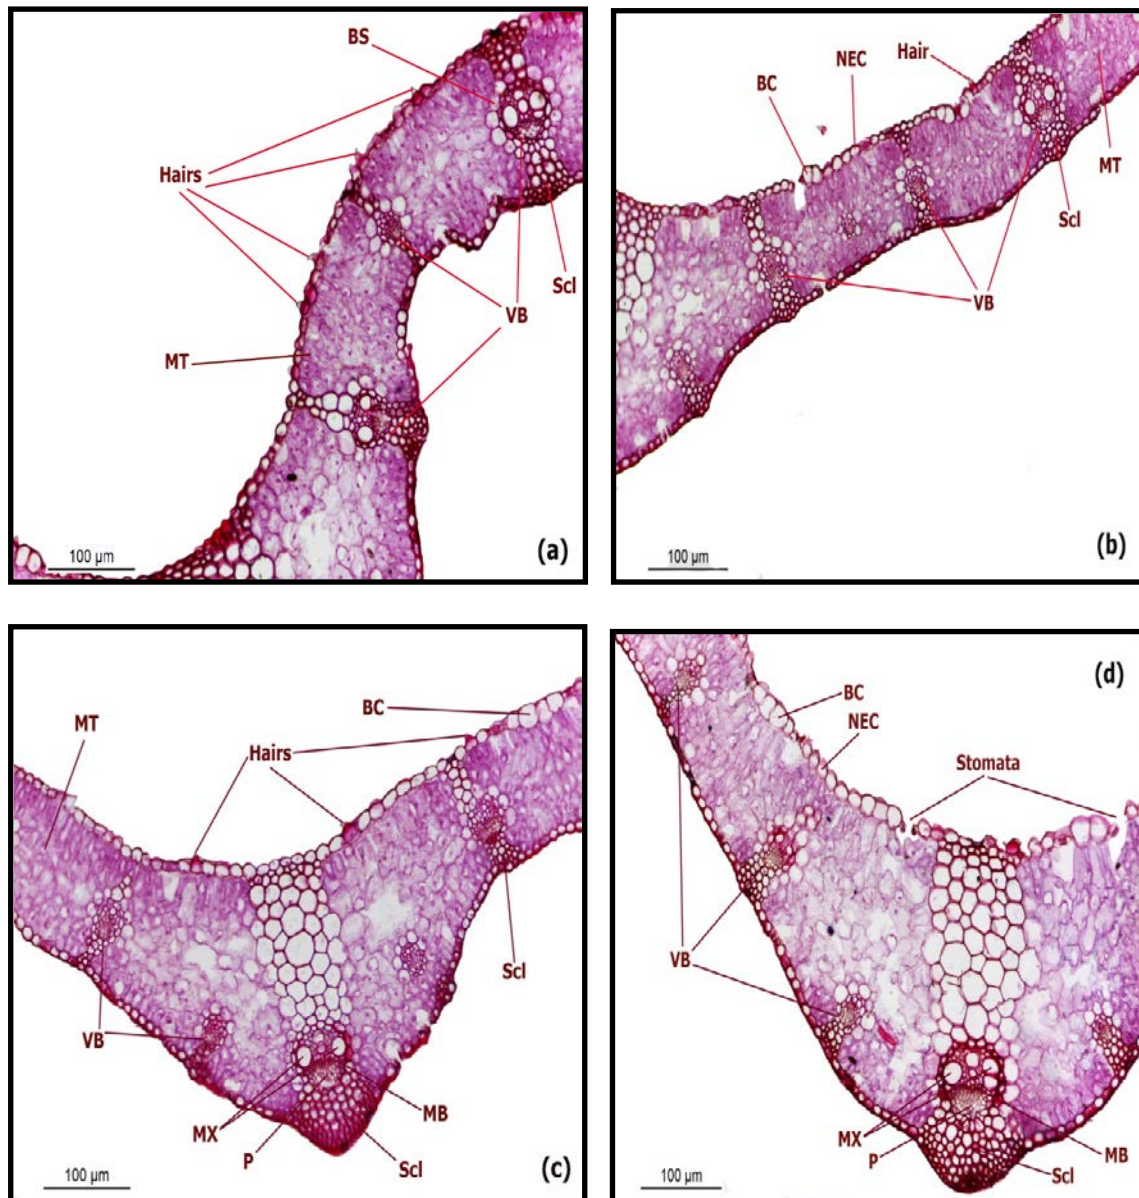 BS
Hairs
Scl
VB
MT
100 µm
(a)
Hair
NEC
BC
MT
Scl
VB
100 µm
(b)
BC
MT
Hairs
Scl
VB
MX
MB
P
Scl
100 µm
(c)
(d)
BC
NEC
Stomata
VB
MX
MB
P
Scl
100 µm